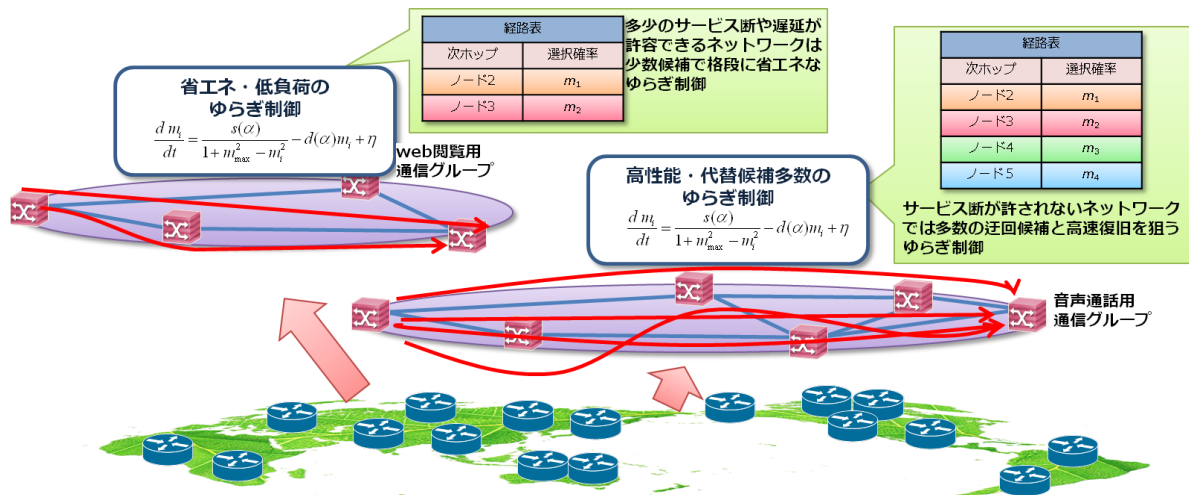 経路表
次ホップ 選択確率
ノード2 m₁
ノード3 m₂
多少のサービス断や遅延が
許容できるネットワークは
少数候補で格段に省エネな
ゆらぎ制御
省エネ・低負荷の
ゆらぎ制御
d m_i / dt = s(α) / (1 + m²_max − m_i²) − d(α)m_i + η
web閲覧用
通信グループ
経路表
次ホップ 選択確率
ノード2 m₁
ノード3 m₂
ノード4 m₃
ノード5 m₄
サービス断が許されないネットワーク
では多数の迂回候補と高速復旧を狙う
ゆらぎ制御
高性能・代替候補多数の
ゆらぎ制御
d m_i / dt = s(α) / (1 + m²_max − m_i²) − d(α)m_i + η
音声通話用
通信グループ